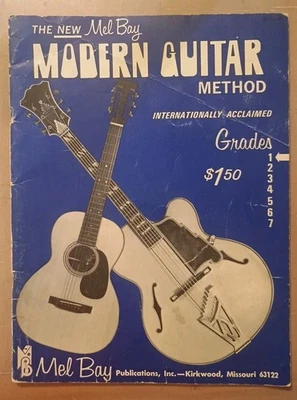 THE NEW Mel Bay
MODERN GUITAR
METHOD
INTERNATIONALLY ACCLAIMED
Grades
1
2
$1.50 3
4
5
6
7
Mel Bay Publications, Inc.—Kirkwood, Missouri 63122